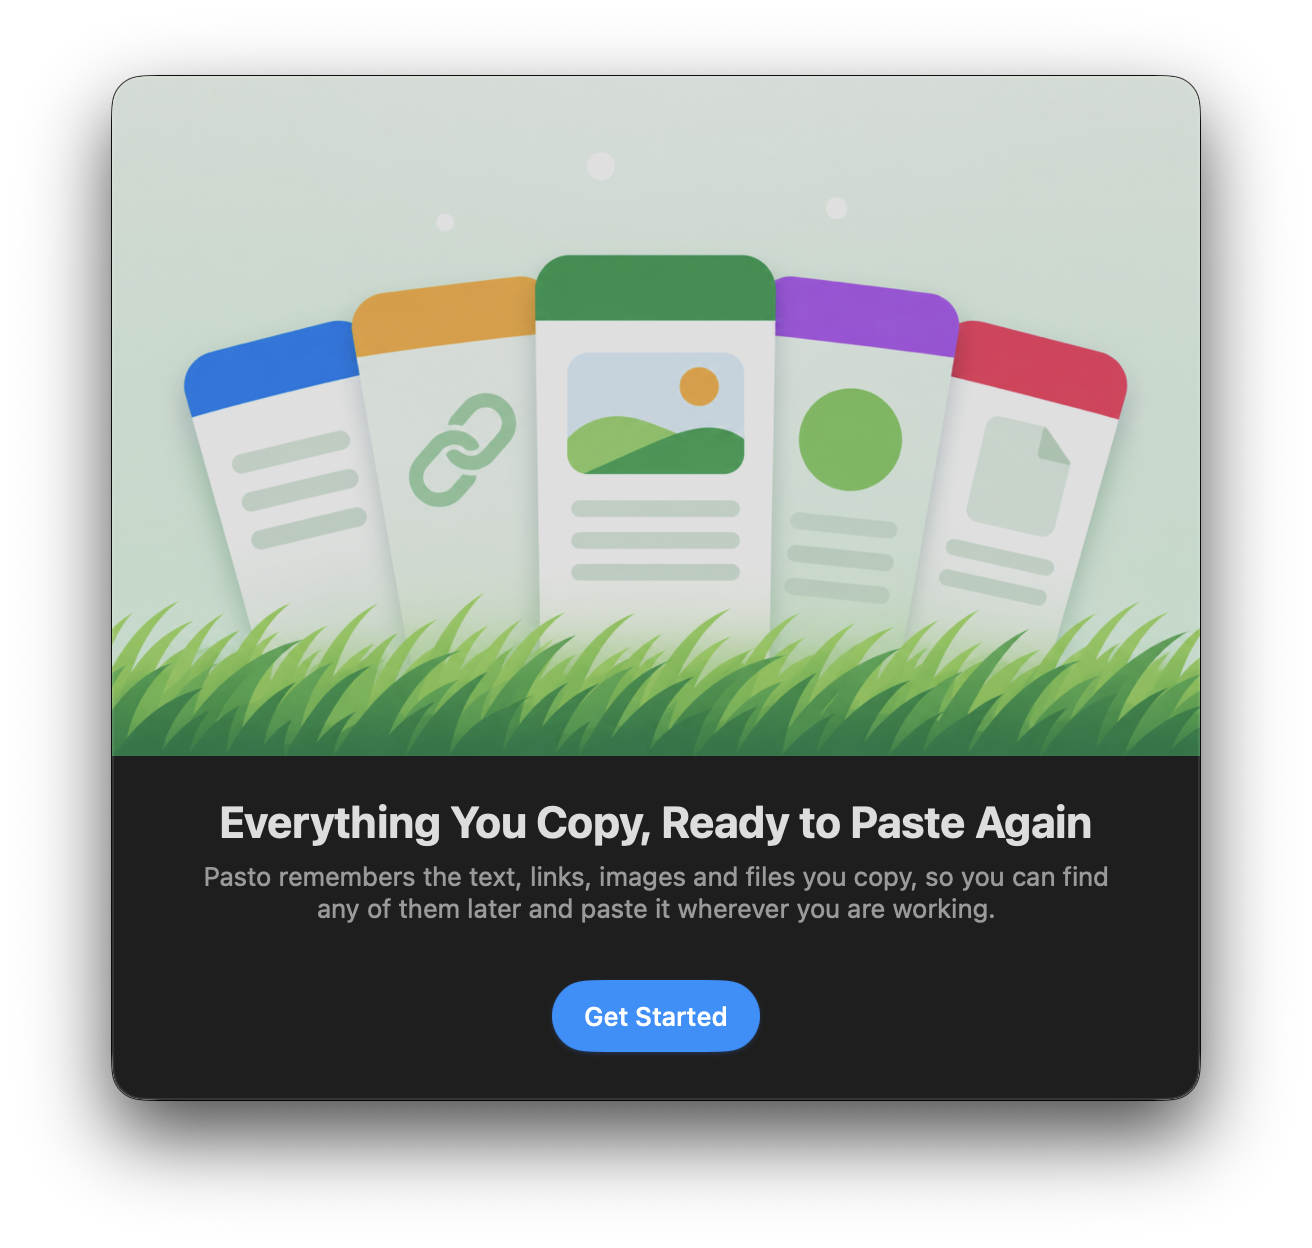 Everything You Copy, Ready to Paste Again
Pasto remembers the text, links, images and files you copy, so you can find
any of them later and paste it wherever you are working.
Get Started